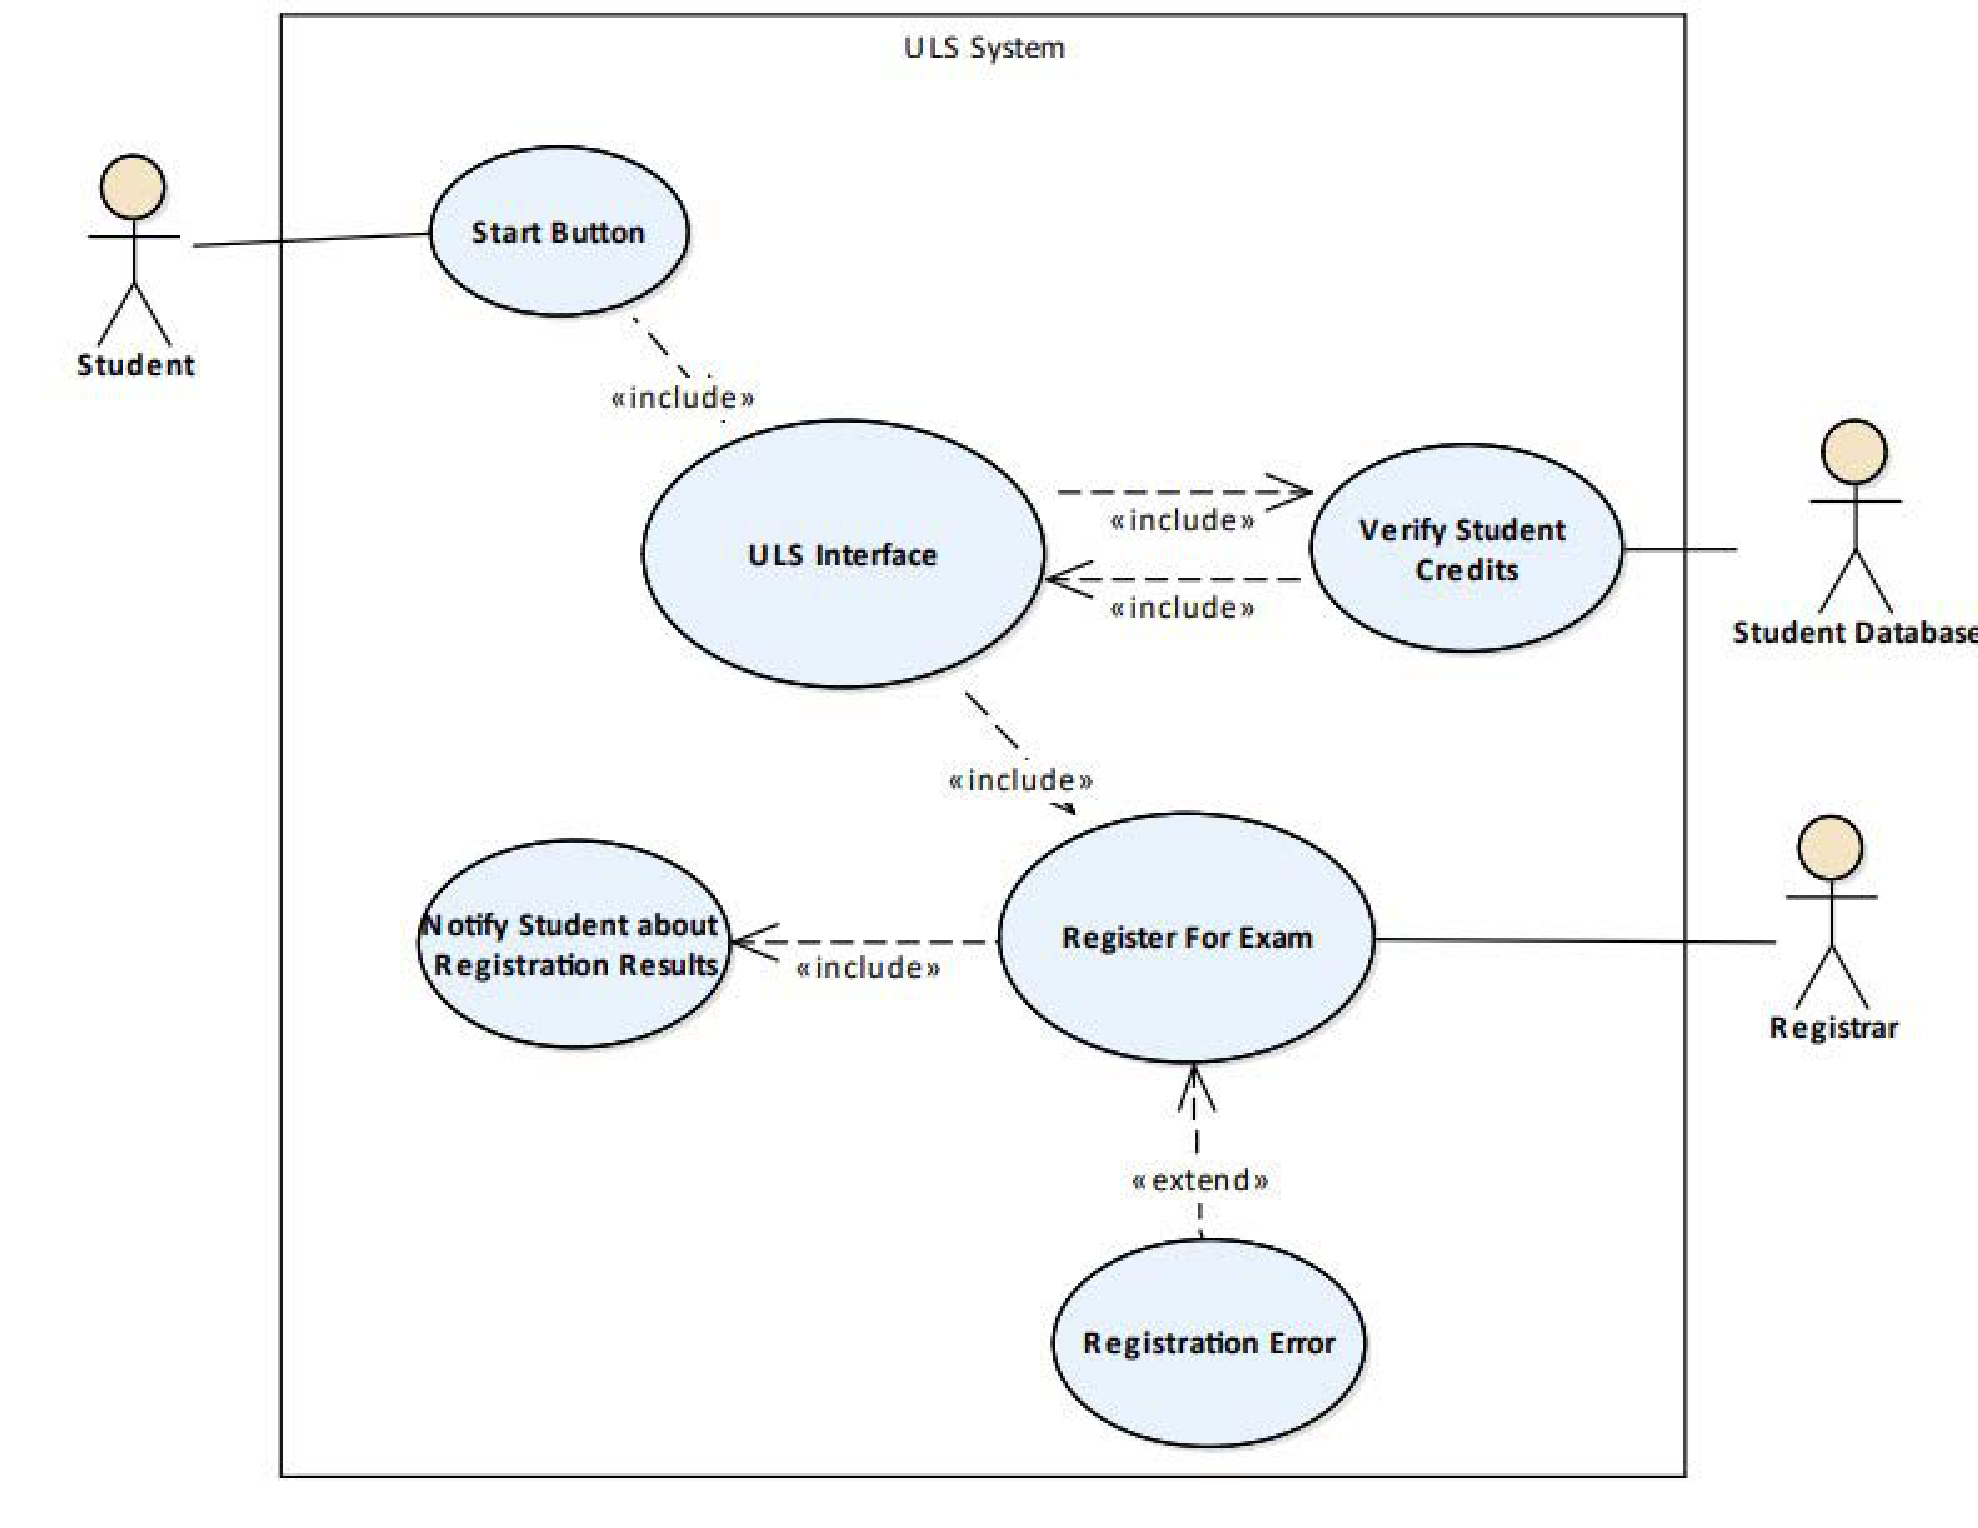 ULS System
Start Button
Student
«include»
ULS Interface
«include»
«include»
Verify Student
Credits
Student Database
«include»
Notify Student about
Registration Results
«include»
Register For Exam
Registrar
«extend»
Registration Error